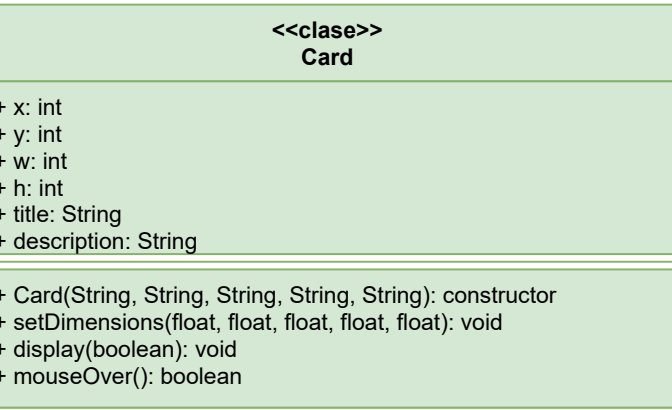 <<clase>>
Card
+ x: int
+ y: int
+ w: int
+ h: int
+ title: String
+ description: String
+ Card(String, String, String, String, String): constructor
+ setDimensions(float, float, float, float, float): void
+ display(boolean): void
+ mouseOver(): boolean